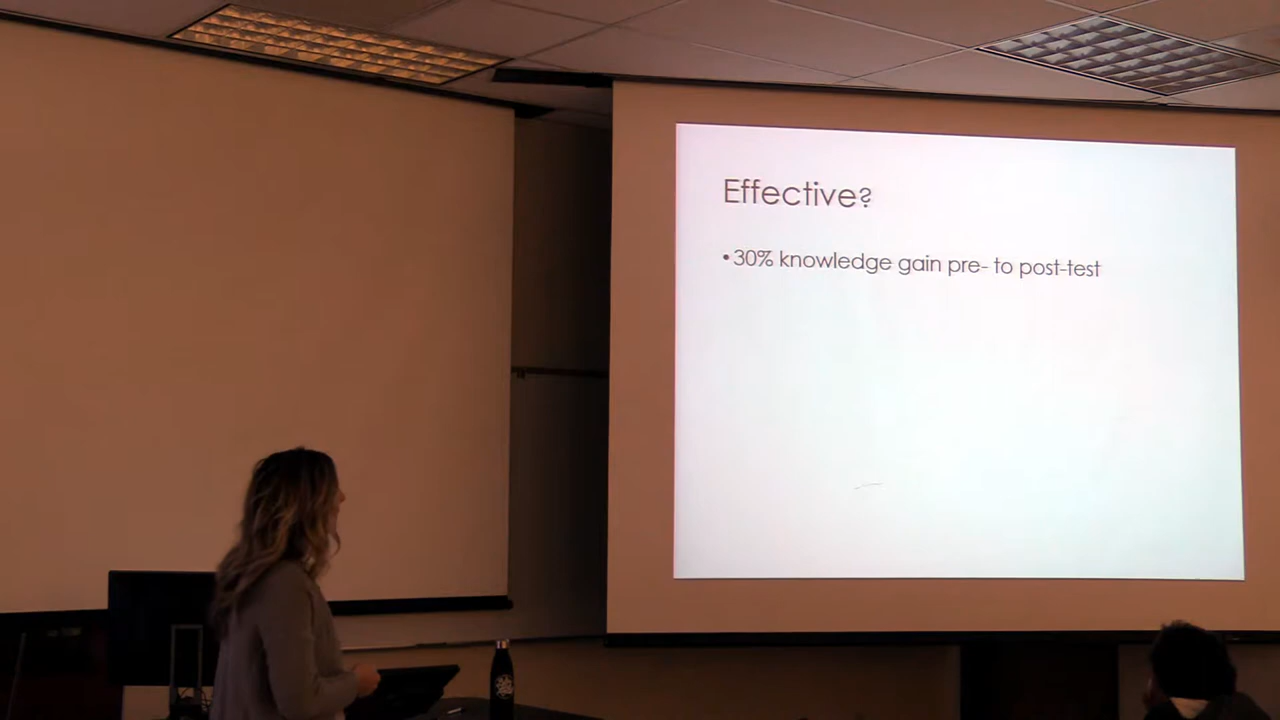 Effective?
• 30% knowledge gain pre- to post-test